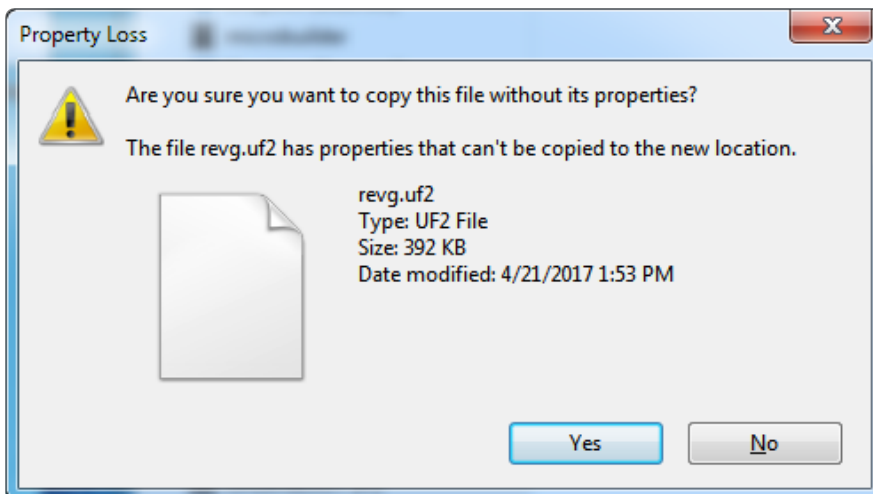 Property Loss
Are you sure you want to copy this file without its properties?
The file revg.uf2 has properties that can't be copied to the new location.
revg.uf2
Type: UF2 File
Size: 392 KB
Date modified: 4/21/2017 1:53 PM
Yes
No